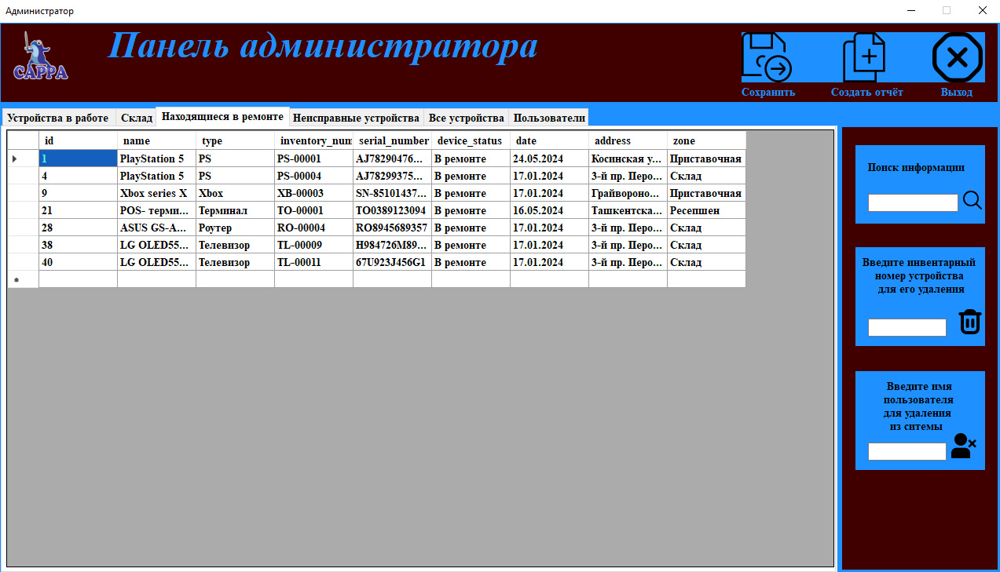 Администратор
Панель администратора
CAPPA
Сохранить Создать отчёт Выход
Устройства в работе Склад Находящиеся в ремонте Неисправные устройства Все устройства Пользователи
id name type inventory_num serial_number device_status date address zone
1 PlayStation 5 PS PS-00001 AJ78290476... В ремонте 24.05.2024 Косинская у... Приставочная
4 PlayStation 5 PS PS-00004 AJ78299375... В ремонте 17.01.2024 3-й пр. Перо... Склад
9 Xbox series X Xbox XB-00003 SN-85101437... В ремонте 17.01.2024 Грайвороно... Приставочная
21 POS- терми... Терминал TO-00001 TO0389123094 В ремонте 16.05.2024 Ташкентска... Ресепшен
28 ASUS GS-A... Роутер RO-00004 RO8945689357 В ремонте 17.01.2024 3-й пр. Перо... Склад
38 LG OLED55... Телевизор TL-00009 H984726M89... В ремонте 17.01.2024 3-й пр. Перо... Склад
40 LG OLED55... Телевизор TL-00011 67U923J456G1 В ремонте 17.01.2024 3-й пр. Перо... Склад
Поиск информации
Введите инвентарный
номер устройства
для его удаления
Введите имя
пользователя
для удаления
из ситемы